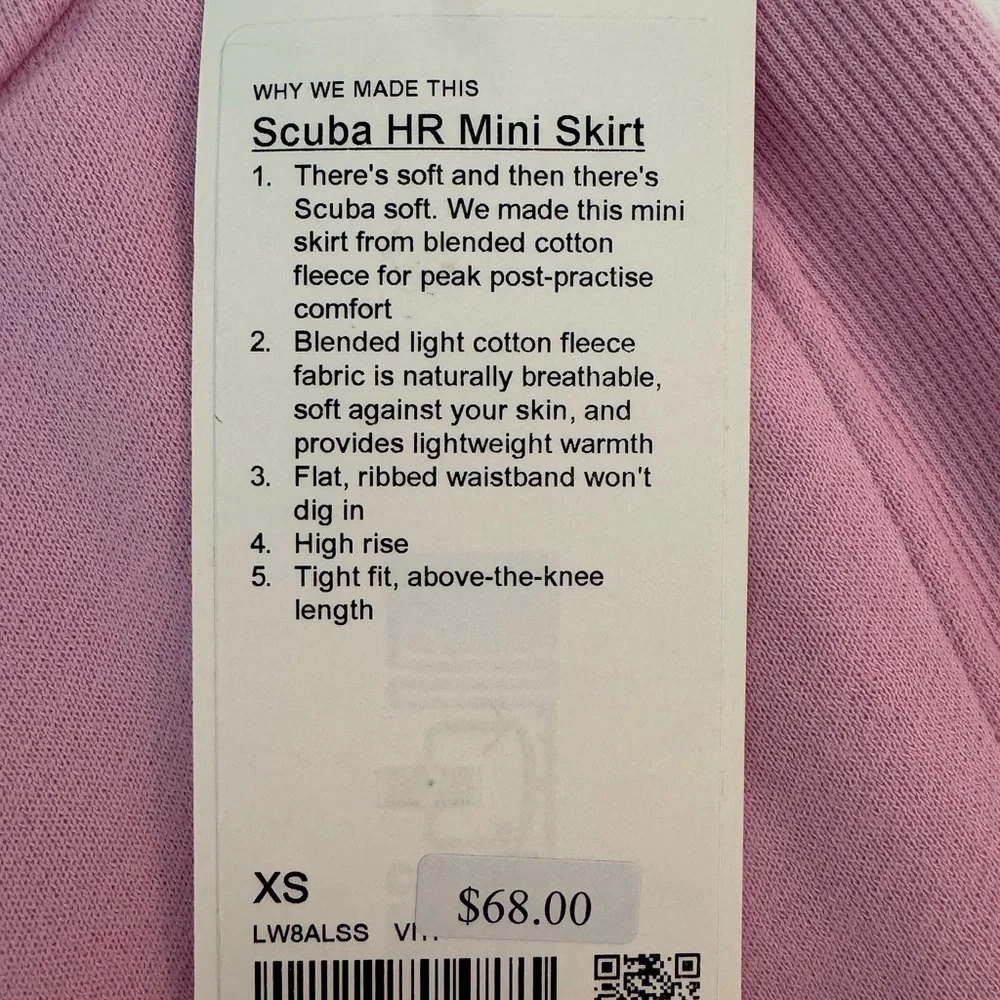 WHY WE MADE THIS
Scuba HR Mini Skirt
1. There's soft and then there's
Scuba soft. We made this mini
skirt from blended cotton
fleece for peak post-practise
comfort
2. Blended light cotton fleece
fabric is naturally breathable,
soft against your skin, and
provides lightweight warmth
3. Flat, ribbed waistband won't
dig in
4. High rise
5. Tight fit, above-the-knee
length
XS
$68.00
LW8ALSS